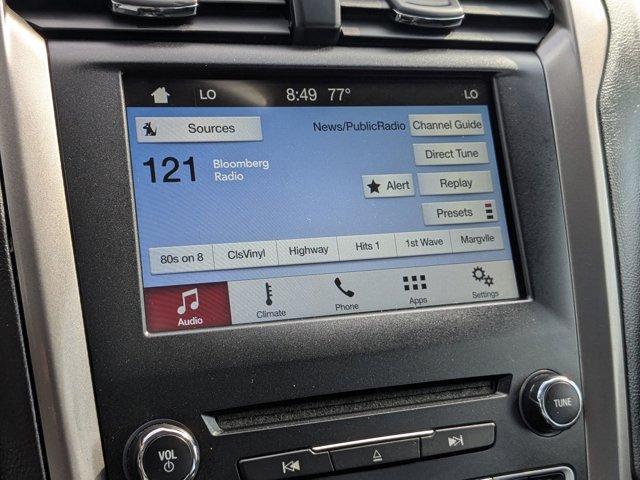 LO 8:49 77° LO
Sources News/PublicRadio Channel Guide
121 Bloomberg
Radio
Direct Tune
Alert Replay
Presets
80s on 8 ClsVinyl Highway Hits 1 1st Wave Margvlle
Audio Climate Phone Apps Settings
VOL TUNE